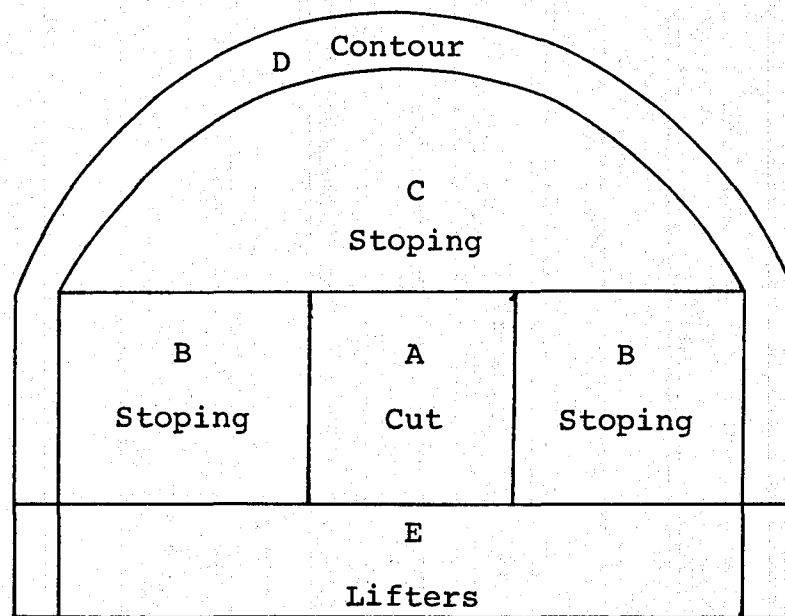 D Contour
C
Stoping
B A B
Stoping Cut Stoping
E
Lifters